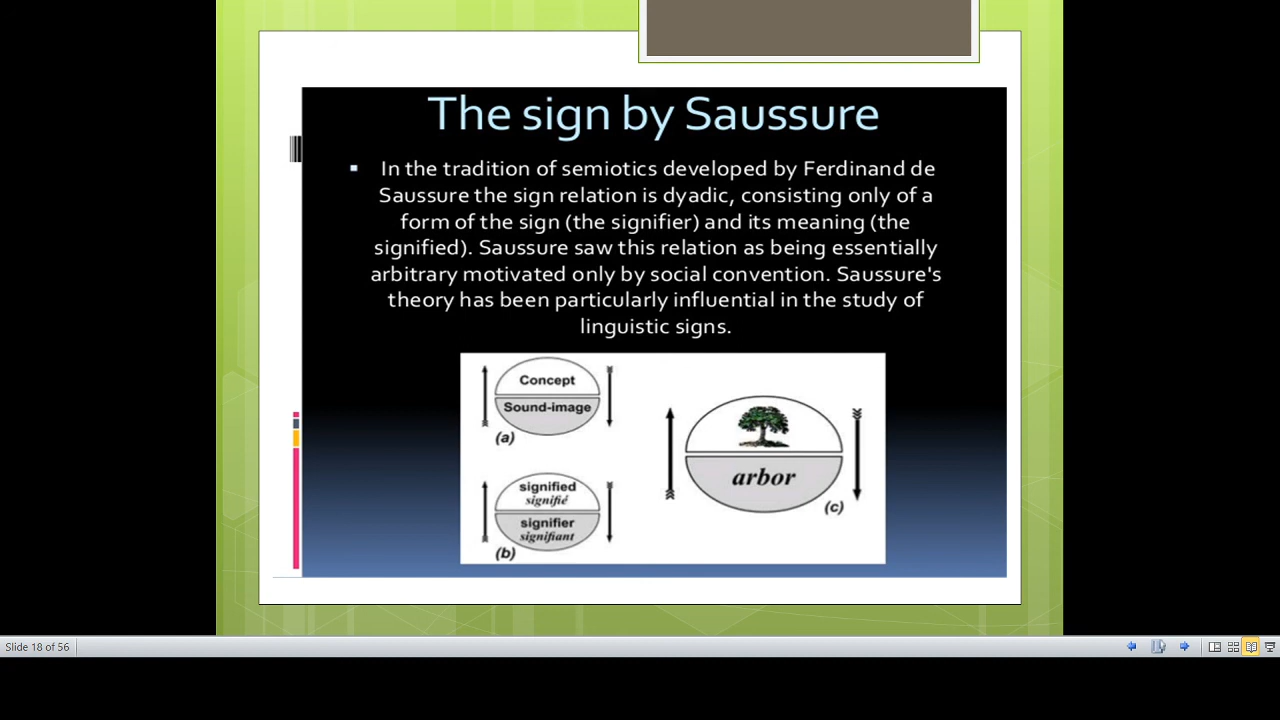 The sign by Saussure
▪ In the tradition of semiotics developed by Ferdinand de
Saussure the sign relation is dyadic, consisting only of a
form of the sign (the signifier) and its meaning (the
signified). Saussure saw this relation as being essentially
arbitrary motivated only by social convention. Saussure's
theory has been particularly influential in the study of
linguistic signs.
Concept
Sound-image
(a)
signified
signifié
signifier
signifiant
(b)
arbor
(c)
Slide 18 of 56